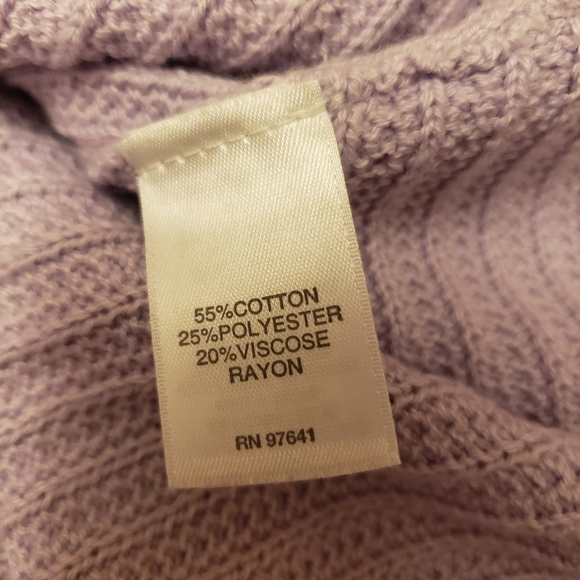 55%COTTON
25%POLYESTER
20%VISCOSE
RAYON
RN 97641